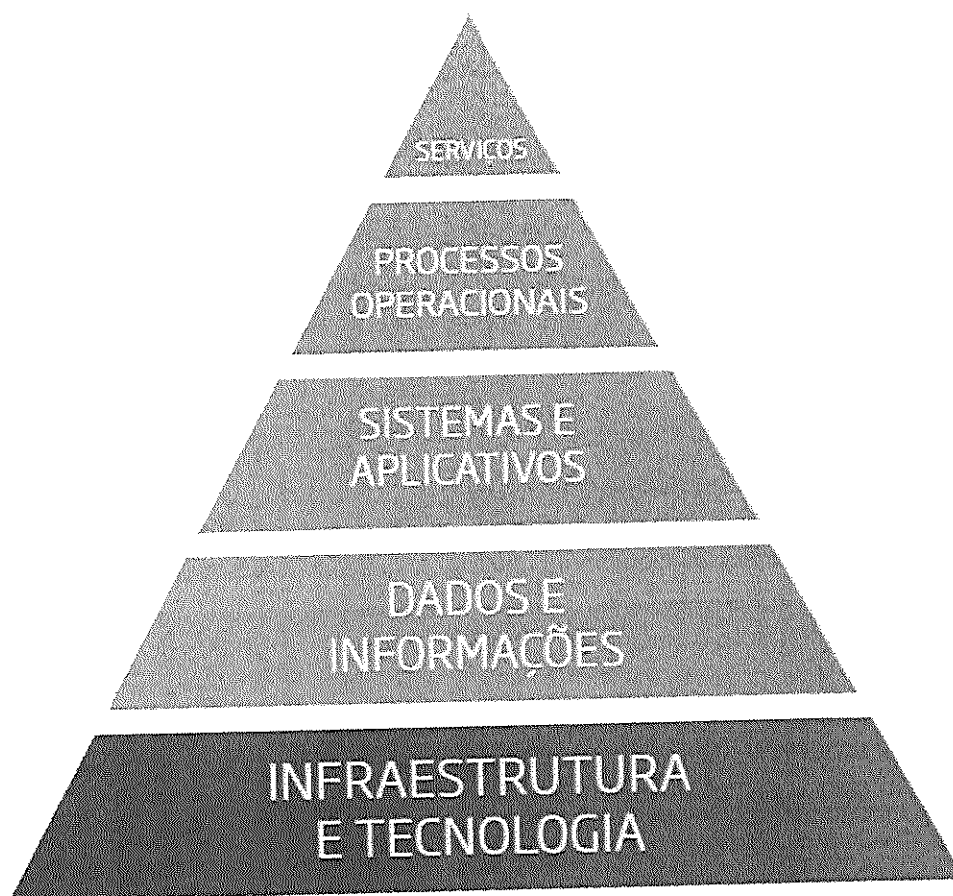 SERVIÇOS
PROCESSOS
OPERACIONAIS
SISTEMAS E
APLICATIVOS
DADOS E
INFORMAÇÕES
INFRAESTRUTURA
E TECNOLOGIA